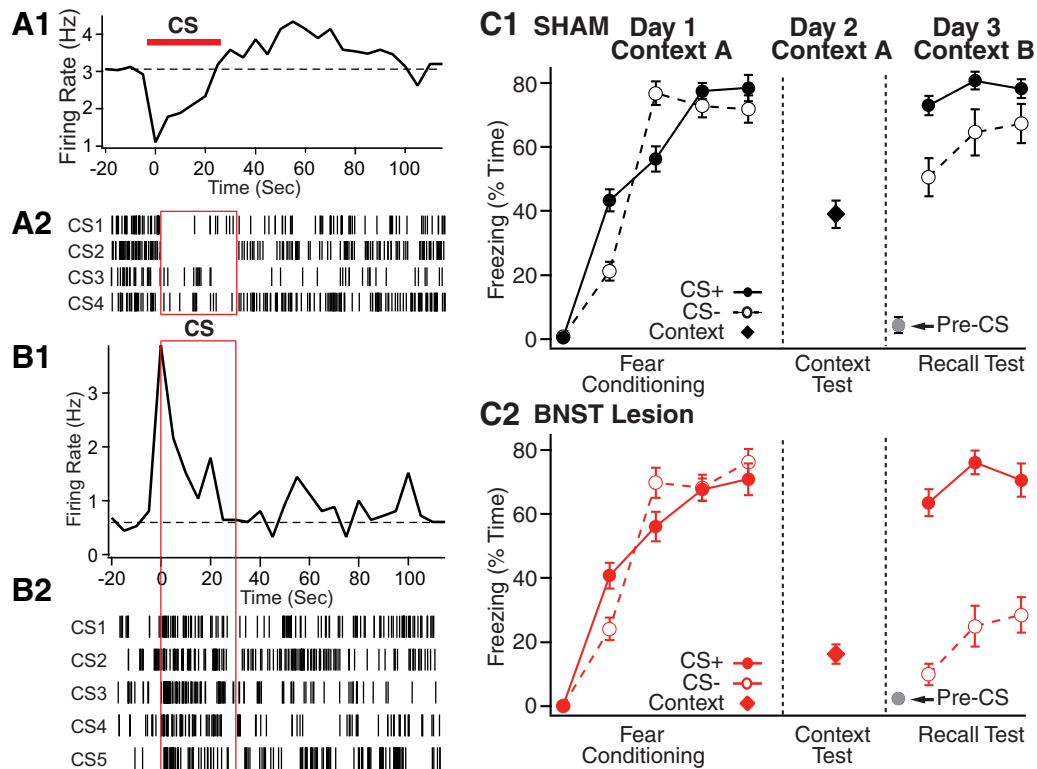 A1
CS
Firing Rate (Hz)
4
3
2
1
-20 0 20 40 60 80 100
Time (Sec)
A2
CS1
CS2
CS3
CS4
CS
B1
Firing Rate (Hz)
3
2
1
0
-20 0 20 40 60 80 100
Time (Sec)
B2
CS1
CS2
CS3
CS4
CS5
C1 SHAM
Day 1
Context A
Day 2
Context A
Day 3
Context B
Freezing (% Time)
80
60
40
20
0
CS+
CS-
Context
Pre-CS
Fear
Conditioning
Context
Test
Recall Test
C2 BNST Lesion
Freezing (% Time)
80
60
40
20
0
CS+
CS-
Context
Pre-CS
Fear
Conditioning
Context
Test
Recall Test